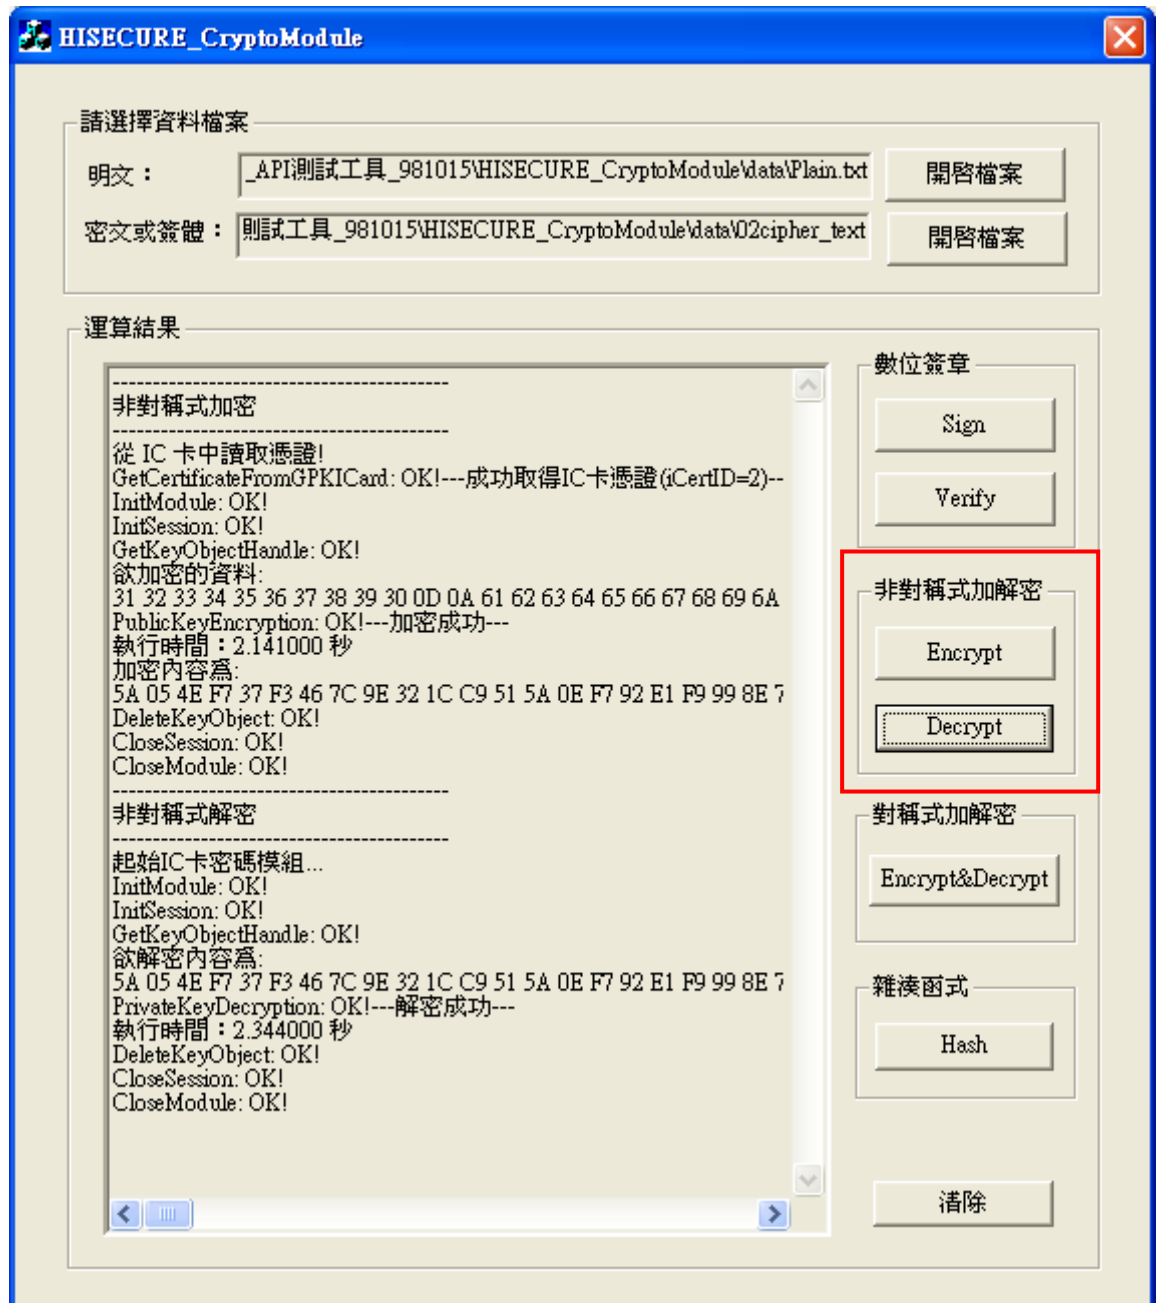 HISECURE_CryptoModule
請選擇資料檔案
明文：
_API測試工具_981015\HISECURE_CryptoModule\data\Plain.txt
開啓檔案
密文或簽體：
則試工具_981015\HISECURE_CryptoModule\data\02cipher_text
開啓檔案
運算結果
----------------------------------------
非對稱式加密
----------------------------------------
從 IC 卡中讀取憑證!
GetCertificateFromGPKICard: OK!---成功取得IC卡憑證(iCertID=2)--
InitModule: OK!
InitSession: OK!
GetKeyObjectHandle: OK!
欲加密的資料:
31 32 33 34 35 36 37 38 39 30 0D 0A 61 62 63 64 65 66 67 68 69 6A
PublicKeyEncryption: OK!---加密成功---
執行時間：2.141000 秒
加密內容爲:
5A 05 4E F7 37 F3 46 7C 9E 32 1C C9 51 5A 0E F7 92 E1 F9 99 8E 7
DeleteKeyObject: OK!
CloseSession: OK!
CloseModule: OK!
----------------------------------------
非對稱式解密
----------------------------------------
起始IC卡密碼模組...
InitModule: OK!
InitSession: OK!
GetKeyObjectHandle: OK!
欲解密內容爲:
5A 05 4E F7 37 F3 46 7C 9E 32 1C C9 51 5A 0E F7 92 E1 F9 99 8E 7
PrivateKeyDecryption: OK!---解密成功---
執行時間：2.344000 秒
DeleteKeyObject: OK!
CloseSession: OK!
CloseModule: OK!
數位簽章
Sign
Verify
非對稱式加解密
Encrypt
Decrypt
對稱式加解密
Encrypt&Decrypt
雜湊函式
Hash
清除